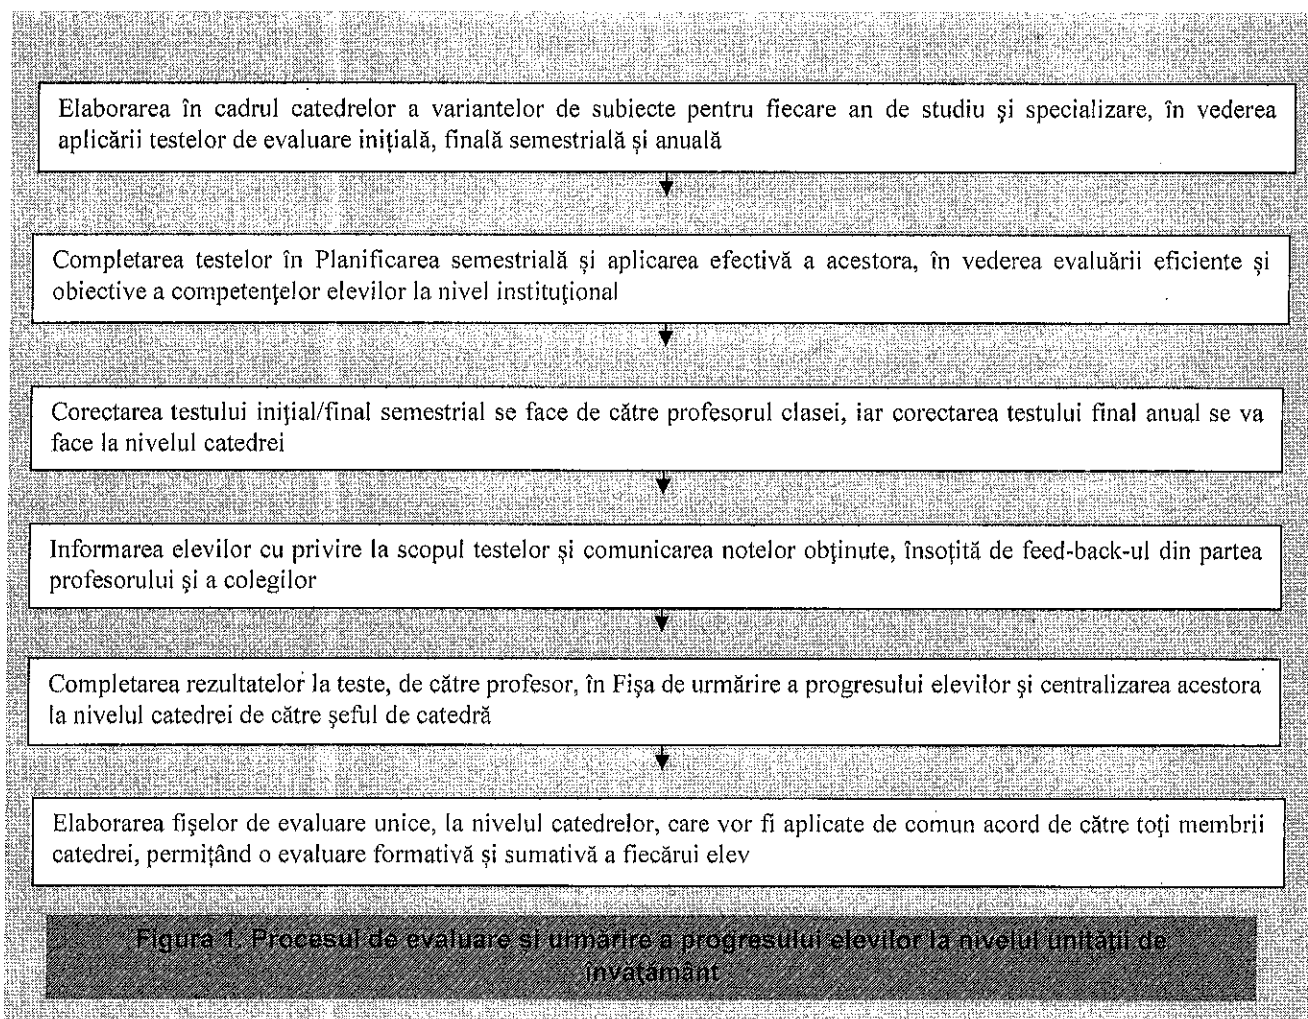 Elaborarea în cadrul catedrelor a variantelor de subiecte pentru fiecare an de studiu şi specializare, în vederea
aplicării testelor de evaluare iniţială, finală semestrială şi anuală
Completarea testelor în Planificarea semestrială şi aplicarea efectivă a acestora, în vederea evaluării eficiente şi
obiective a competenţelor elevilor la nivel instituţional
Corectarea testului iniţial/final semestrial se face de către profesorul clasei, iar corectarea testului final anual se va
face la nivelul catedrei
Informarea elevilor cu privire la scopul testelor şi comunicarea notelor obţinute, însoţită de feed-back-ul din partea
profesorului şi a colegilor
Completarea rezultatelor la teste, de către profesor, în Fişa de urmărire a progresului elevilor şi centralizarea acestora
la nivelul catedrei de către şeful de catedră
Elaborarea fişelor de evaluare unice, la nivelul catedrelor, care vor fi aplicate de comun acord de către toţi membrii
catedrei, permiţând o evaluare formativă şi sumativă a fiecărui elev
Figura 1. Procesul de evaluare si urmărire a progresului elevilor la nivelul unităţii de
învaţământ